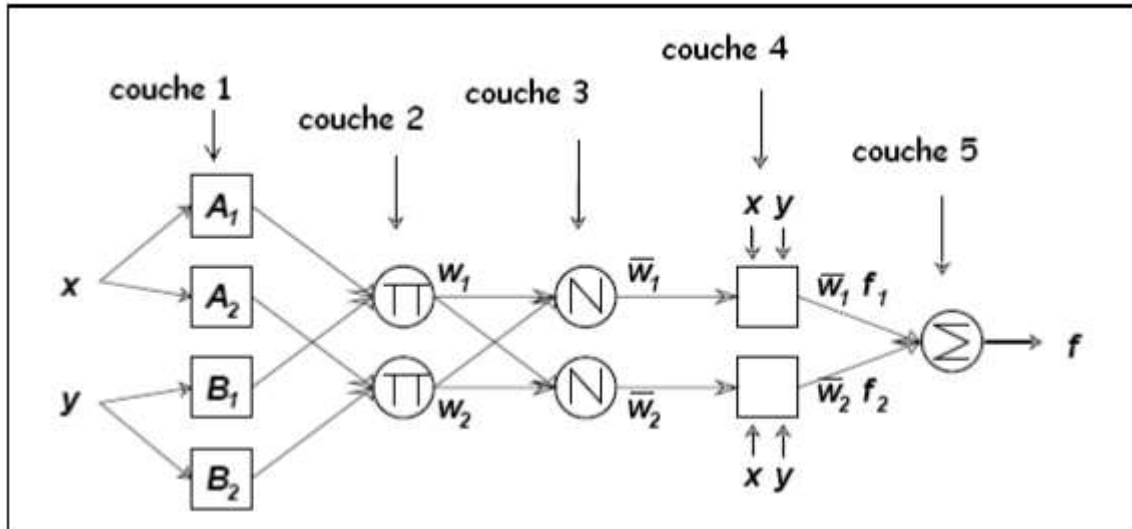 couche 1
couche 2
couche 3
couche 4
couche 5
x
y
A₁
A₂
B₁
B₂
∏
∏
w₁
w₂
N
N
w̅₁
w̅₂
x y
x y
w̅₁ f₁
w̅₂ f₂
Σ
f